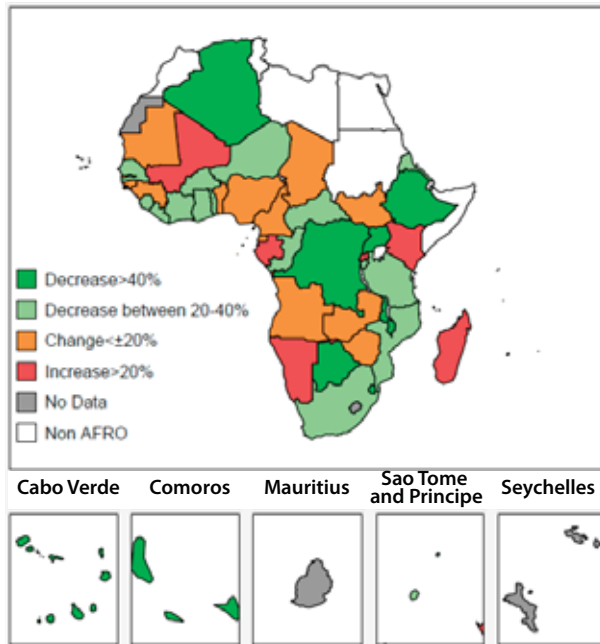 Decrease>40%
Decrease between 20-40%
Change<±20%
Increase>20%
No Data
Non AFRO
Cabo Verde
Comoros
Mauritius
Sao Tome
and Principe
Seychelles